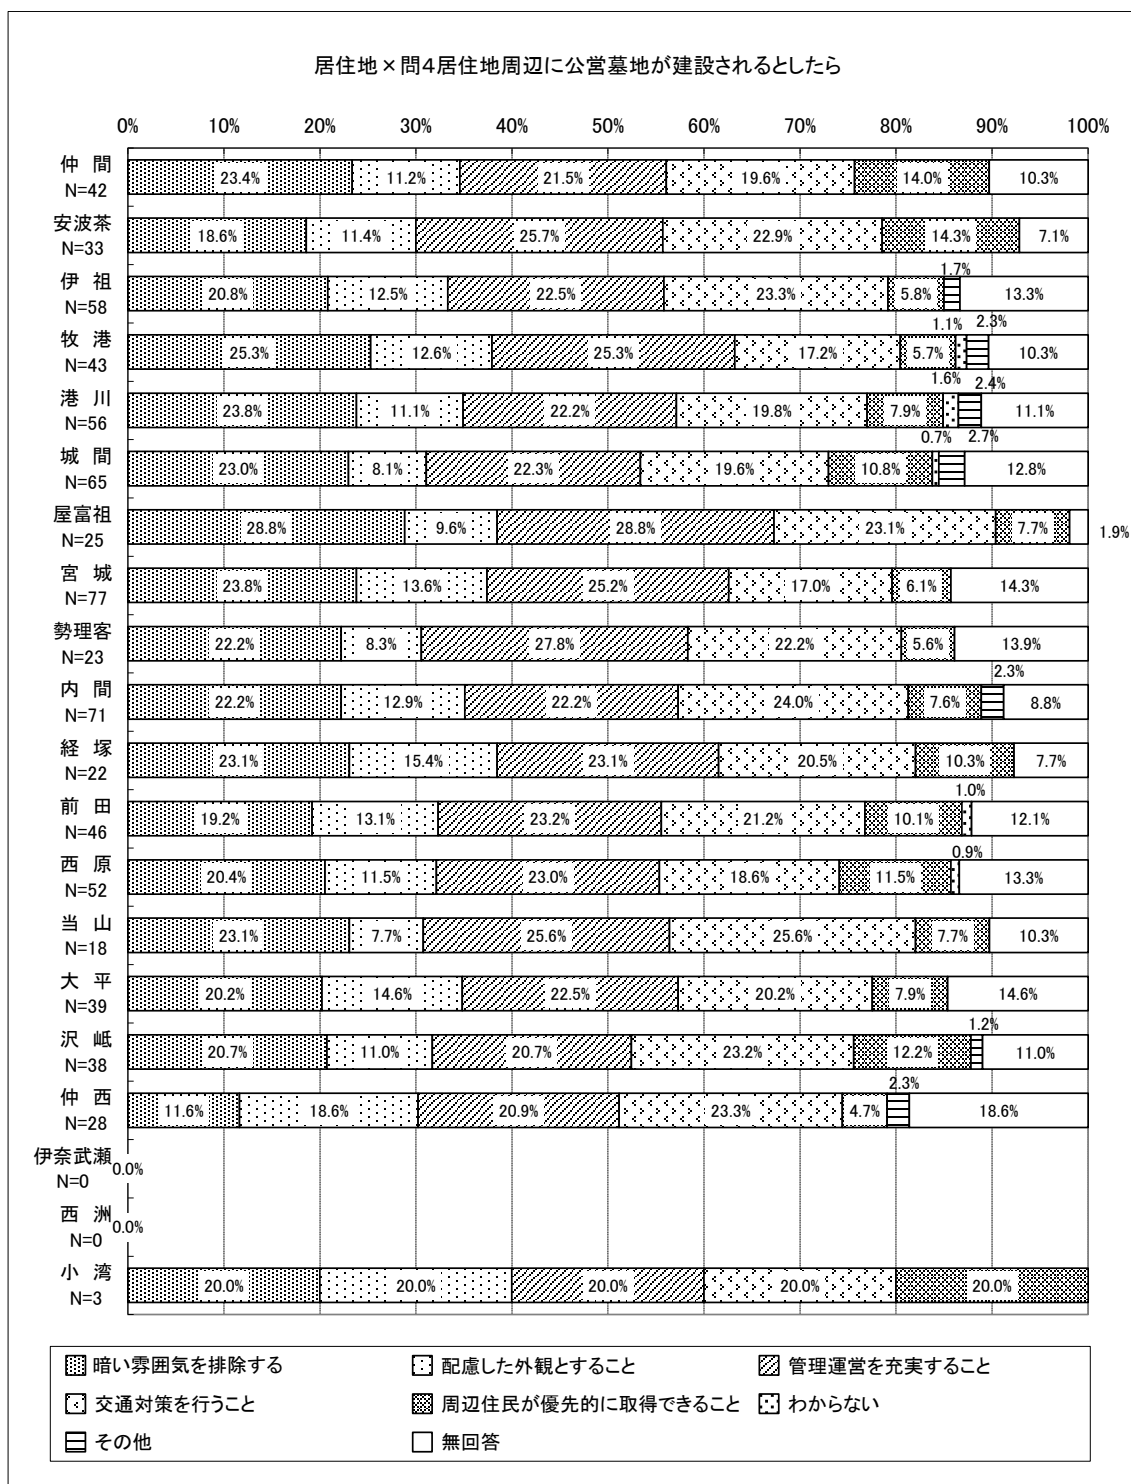 居住地×問4居住地周辺に公営墓地が建設されるとしたら
0% 10% 20% 30% 40% 50% 60% 70% 80% 90% 100%
仲 間
N=42
23.4% 11.2% 21.5% 19.6% 14.0% 10.3%
安波茶
N=33
18.6% 11.4% 25.7% 22.9% 14.3% 7.1%
伊 祖
N=58
20.8% 12.5% 22.5% 23.3% 5.8% 1.7% 13.3%
牧 港
N=43
25.3% 12.6% 25.3% 17.2% 5.7% 1.1% 2.3% 10.3%
港 川
N=56
23.8% 11.1% 22.2% 19.8% 7.9% 1.6% 2.4% 11.1%
城 間
N=65
23.0% 8.1% 22.3% 19.6% 10.8% 0.7% 2.7% 12.8%
屋富祖
N=25
28.8% 9.6% 28.8% 23.1% 7.7% 1.9%
宮 城
N=77
23.8% 13.6% 25.2% 17.0% 6.1% 14.3%
勢理客
N=23
22.2% 8.3% 27.8% 22.2% 5.6% 13.9%
内 間
N=71
22.2% 12.9% 22.2% 24.0% 7.6% 2.3% 8.8%
経 塚
N=22
23.1% 15.4% 23.1% 20.5% 10.3% 7.7%
前 田
N=46
19.2% 13.1% 23.2% 21.2% 10.1% 1.0% 12.1%
西 原
N=52
20.4% 11.5% 23.0% 18.6% 11.5% 0.9% 13.3%
当 山
N=18
23.1% 7.7% 25.6% 25.6% 7.7% 10.3%
大 平
N=39
20.2% 14.6% 22.5% 20.2% 7.9% 14.6%
沢 岻
N=38
20.7% 11.0% 20.7% 23.2% 12.2% 1.2% 11.0%
仲 西
N=28
11.6% 18.6% 20.9% 23.3% 4.7% 2.3% 18.6%
伊奈武瀬
N=0
0.0%
西 洲
N=0
0.0%
小 湾
N=3
20.0% 20.0% 20.0% 20.0% 20.0%
暗い雰囲気を排除する 配慮した外観とすること 管理運営を充実すること
交通対策を行うこと 周辺住民が優先的に取得できること わからない
その他 無回答